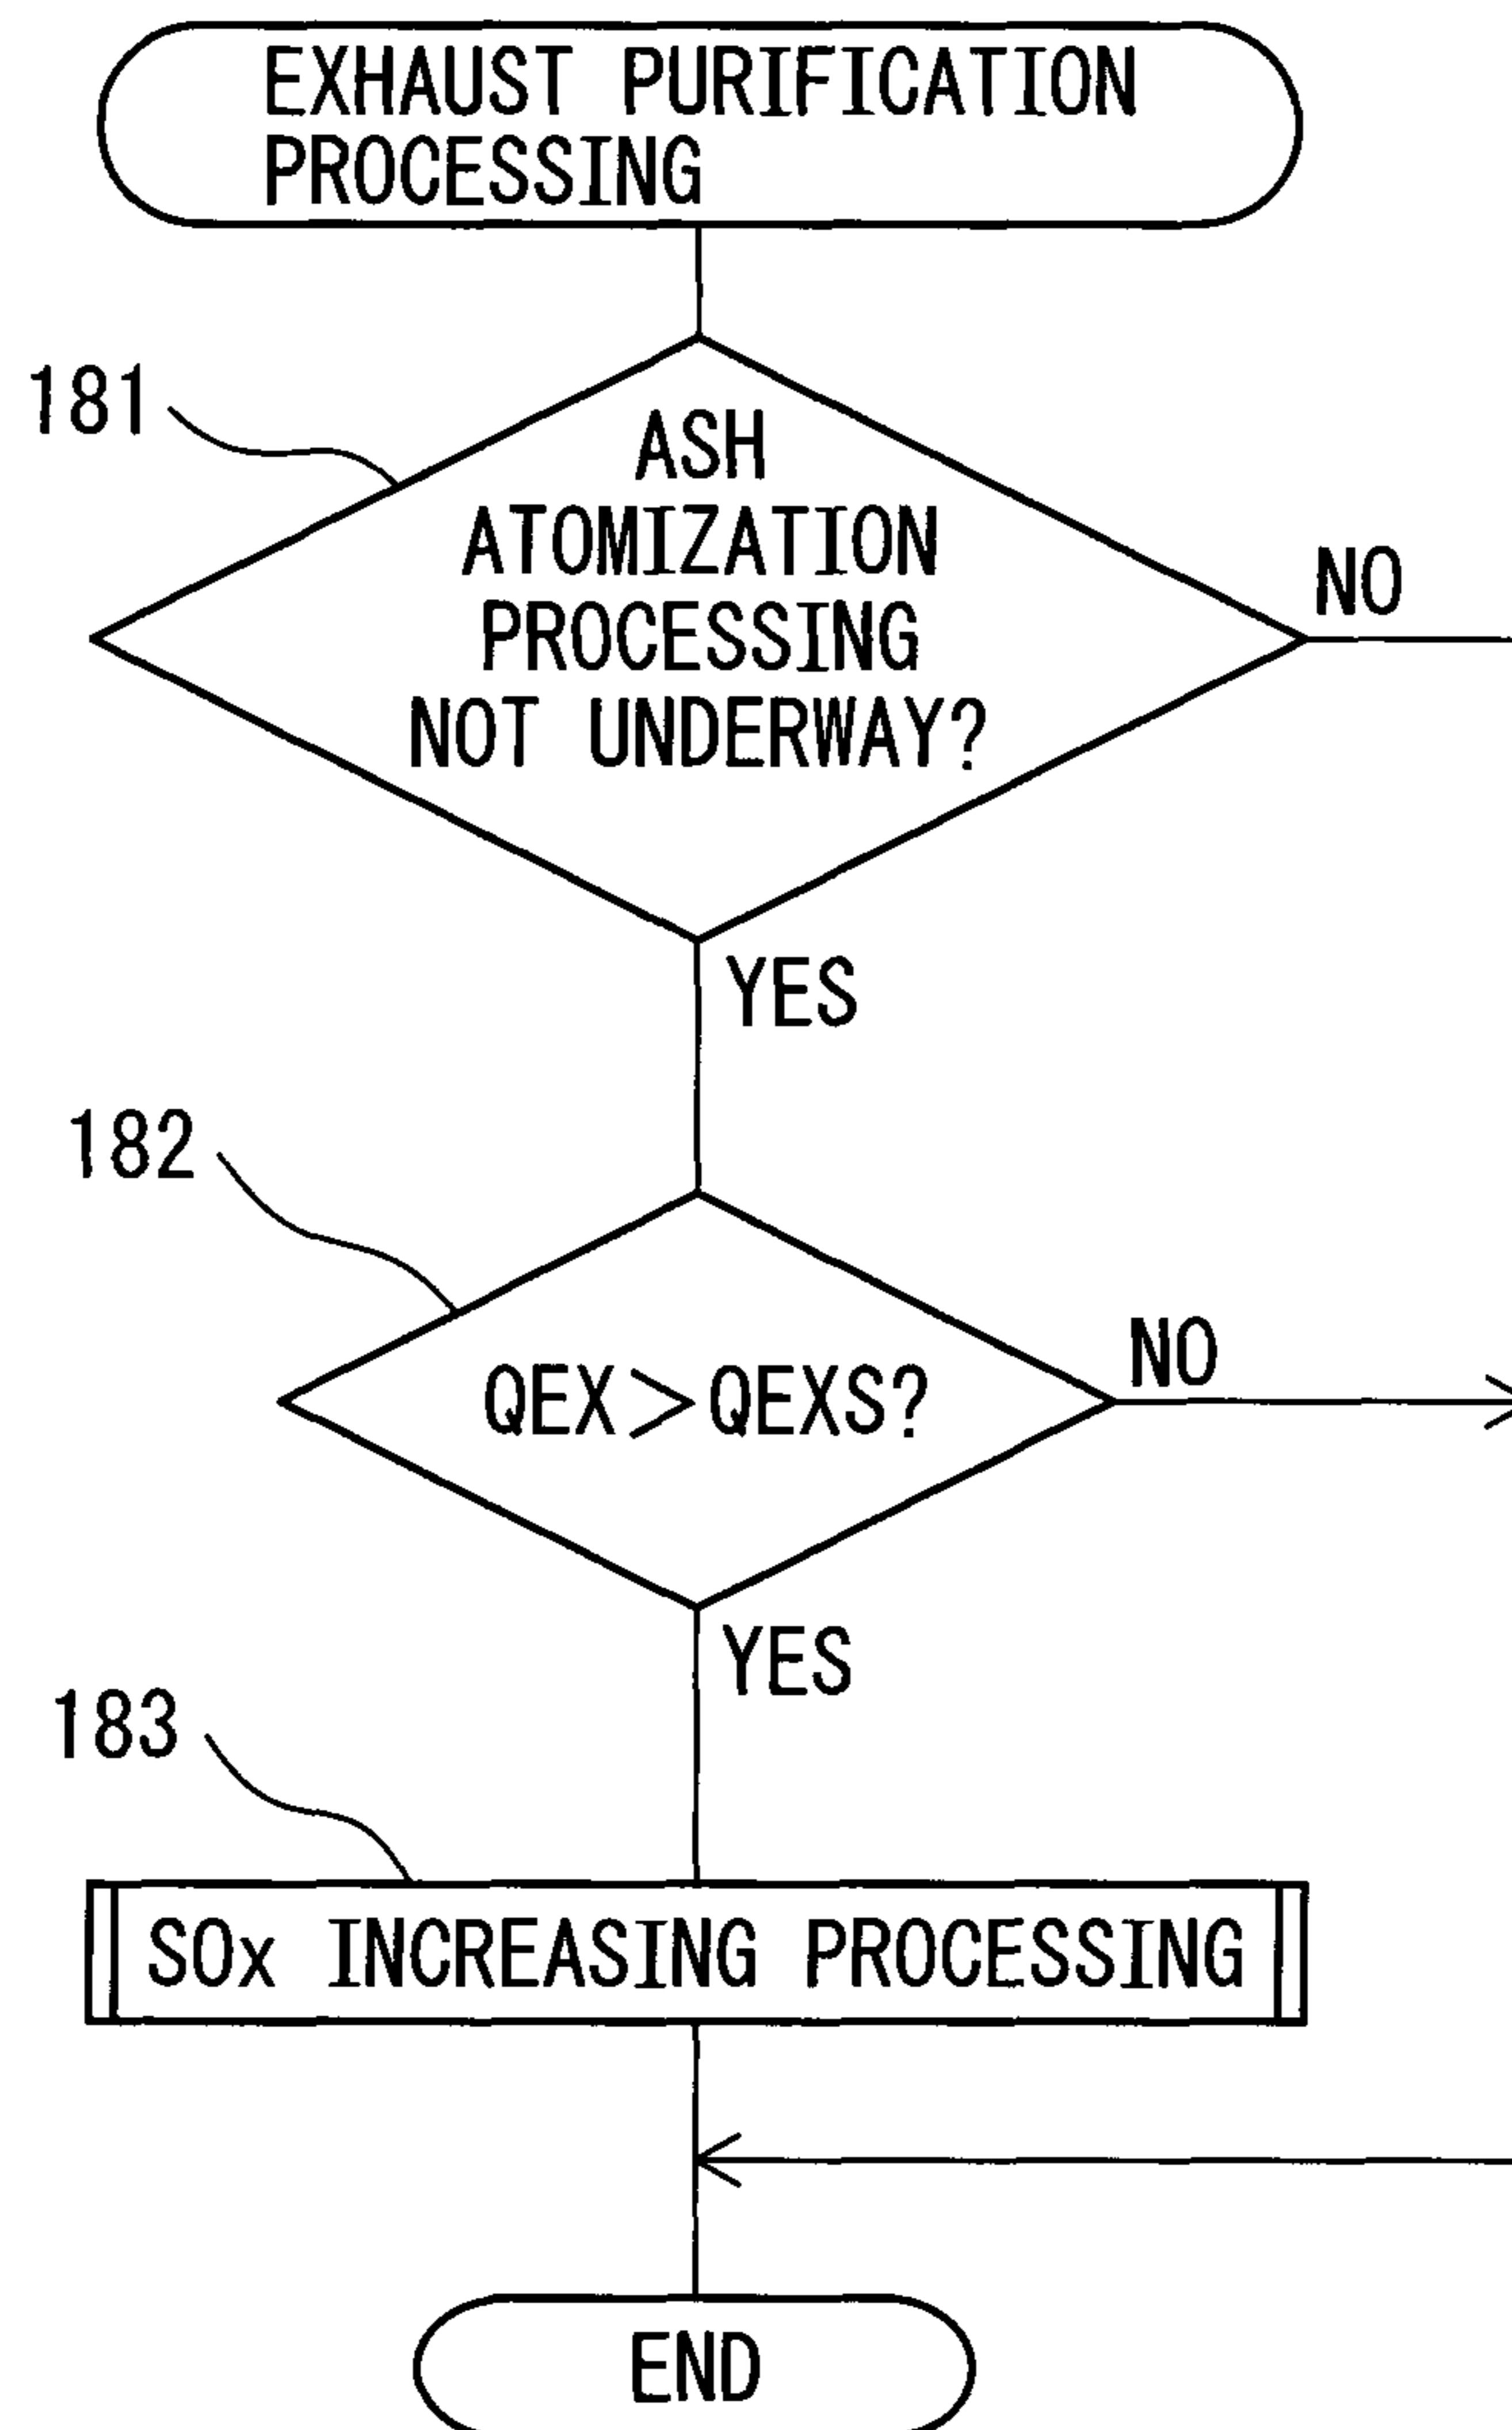 EXHAUST PURIFICATION
PROCESSING
181
ASH
ATOMIZATION
PROCESSING
NOT UNDERWAY?
NO
YES
182
QEX>QEXS?
NO
YES
183
SOx INCREASING PROCESSING
END